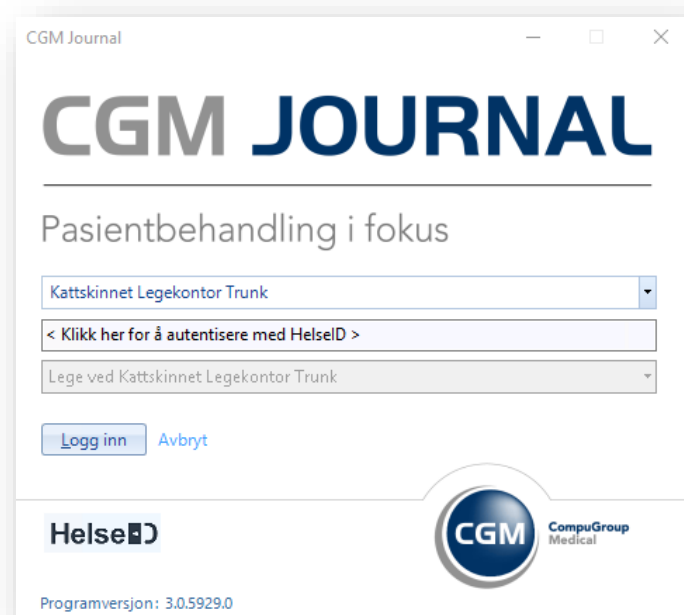 CGM Journal
CGM JOURNAL
Pasientbehandling i fokus
Kattskinnet Legekontor Trunk
< Klikk her for å autentisere med HelseID >
Lege ved Kattskinnet Legekontor Trunk
Logg inn Avbryt
HelseID
CGM
CompuGroup
Medical
Programversjon: 3.0.5929.0